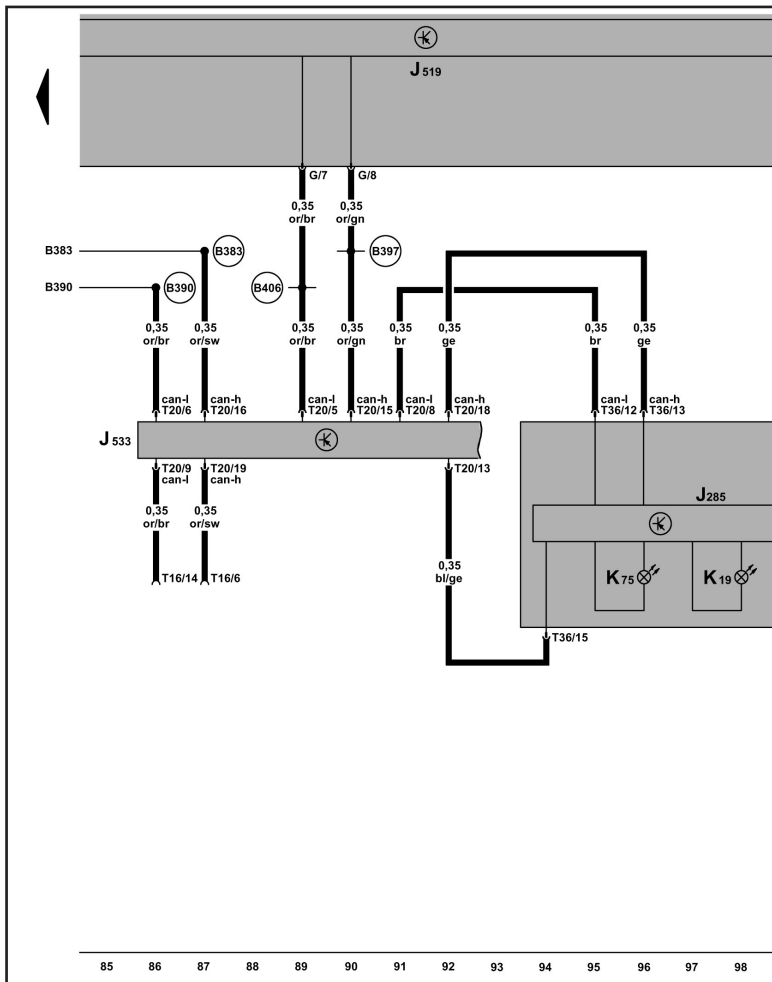 J 519
G/7 G/8
0,35 0,35
or/br or/gn
B383 B383 B397
B390 B390 B406
0,35 0,35 0,35 0,35 0,35 0,35 0,35 0,35
or/br or/sw or/br or/gn br ge br ge
can-l can-h can-l can-h can-l can-h can-l can-h
T20/6 T20/16 T20/5 T20/15 T20/8 T20/18 T36/12 T36/13
J 533
T20/9 T20/19 T20/13
can-l can-h
J 285
0,35 0,35
or/br or/sw
0,35
bl/ge
T16/14 T16/6
K 75 K 19
T36/15
85 86 87 88 89 90 91 92 93 94 95 96 97 98